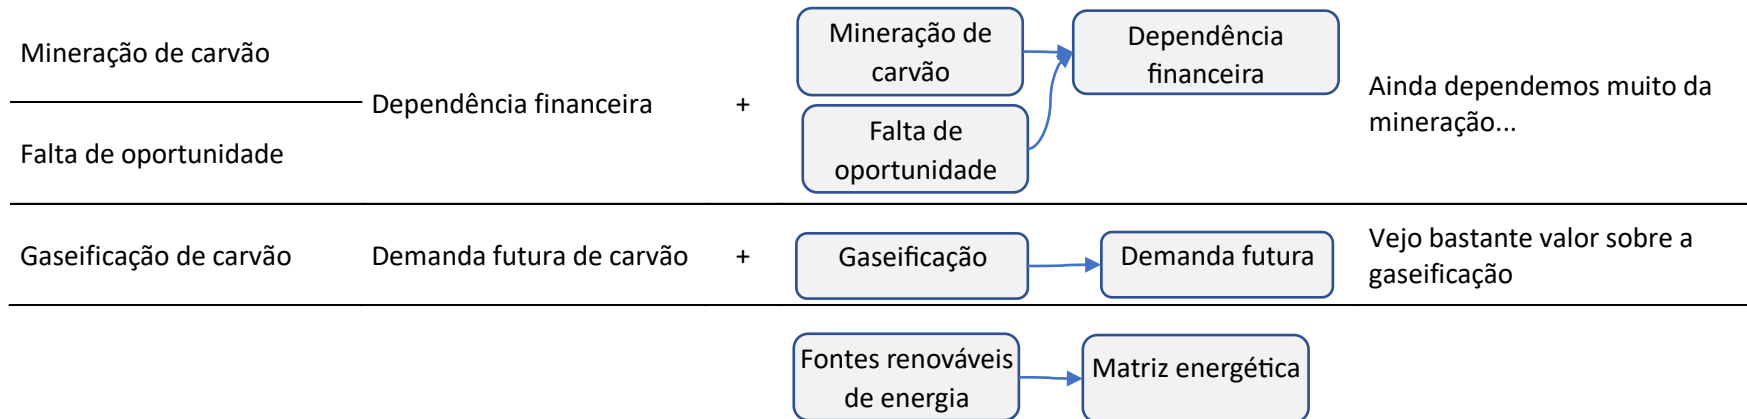 Mineração de carvão
Falta de oportunidade
Dependência financeira
+
Mineração de
carvão
Falta de
oportunidade
Dependência
financeira
Ainda dependemos muito da
mineração...
Gaseificação de carvão
Demanda futura de carvão
+
Gaseificação
Demanda futura
Vejo bastante valor sobre a
gaseificação
Fontes renováveis
de energia
Matriz energética